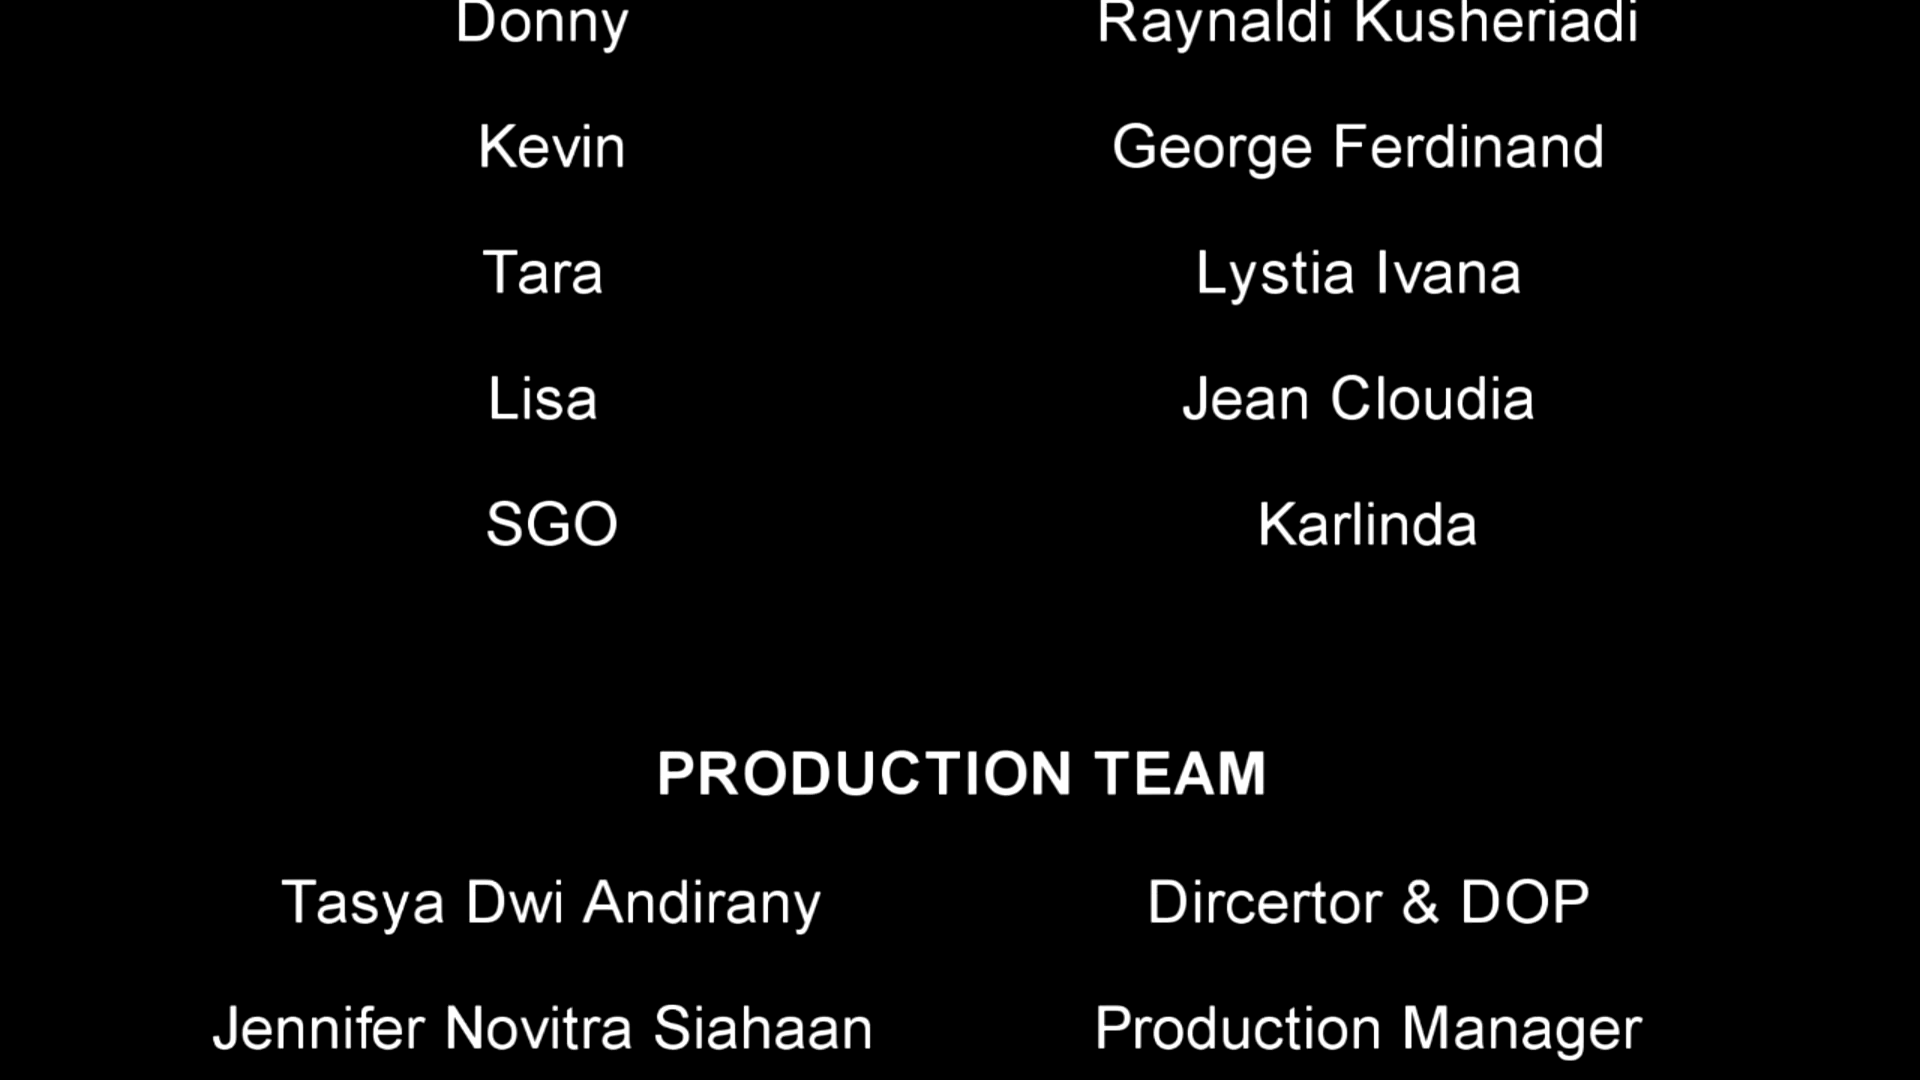 Donny Raynaldi Kusheriadi
Kevin George Ferdinand
Tara Lystia Ivana
Lisa Jean Cloudia
SGO Karlinda
PRODUCTION TEAM
Tasya Dwi Andirany Dircertor & DOP
Jennifer Novitra Siahaan Production Manager